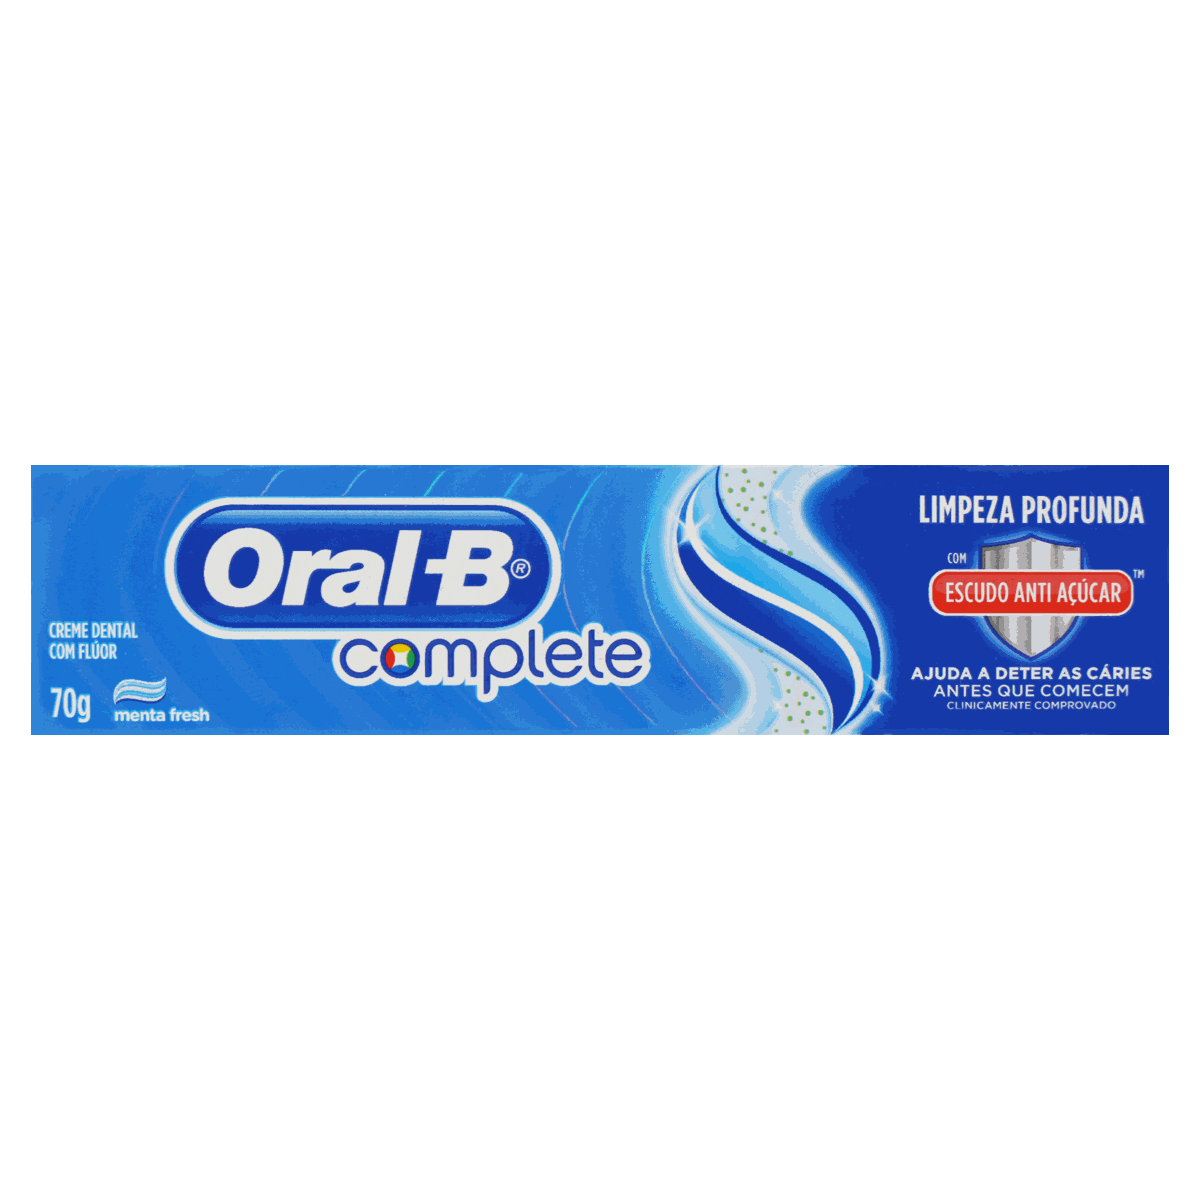 Oral-B®
complete
CREME DENTAL
COM FLÚOR
70g
menta fresh
LIMPEZA PROFUNDA
COM
ESCUDO ANTI AÇÚCAR™
AJUDA A DETER AS CÁRIES
ANTES QUE COMECEM
CLINICAMENTE COMPROVADO